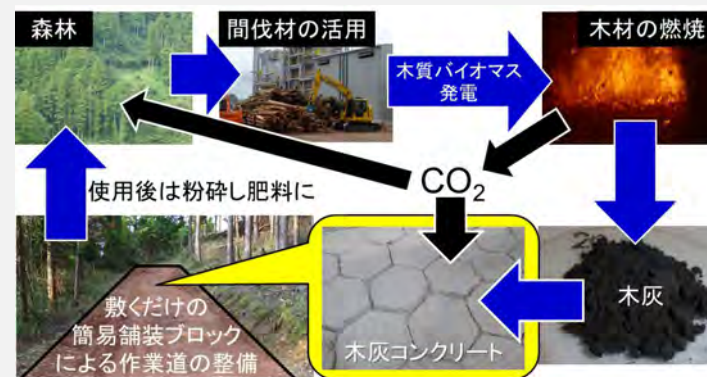 森林
間伐材の活用
木材の燃焼
木質バイオマス
発電
CO₂
使用後は粉砕し肥料に
敷くだけの
簡易舗装ブロック
による作業道の整備
木灰コンクリート
木灰